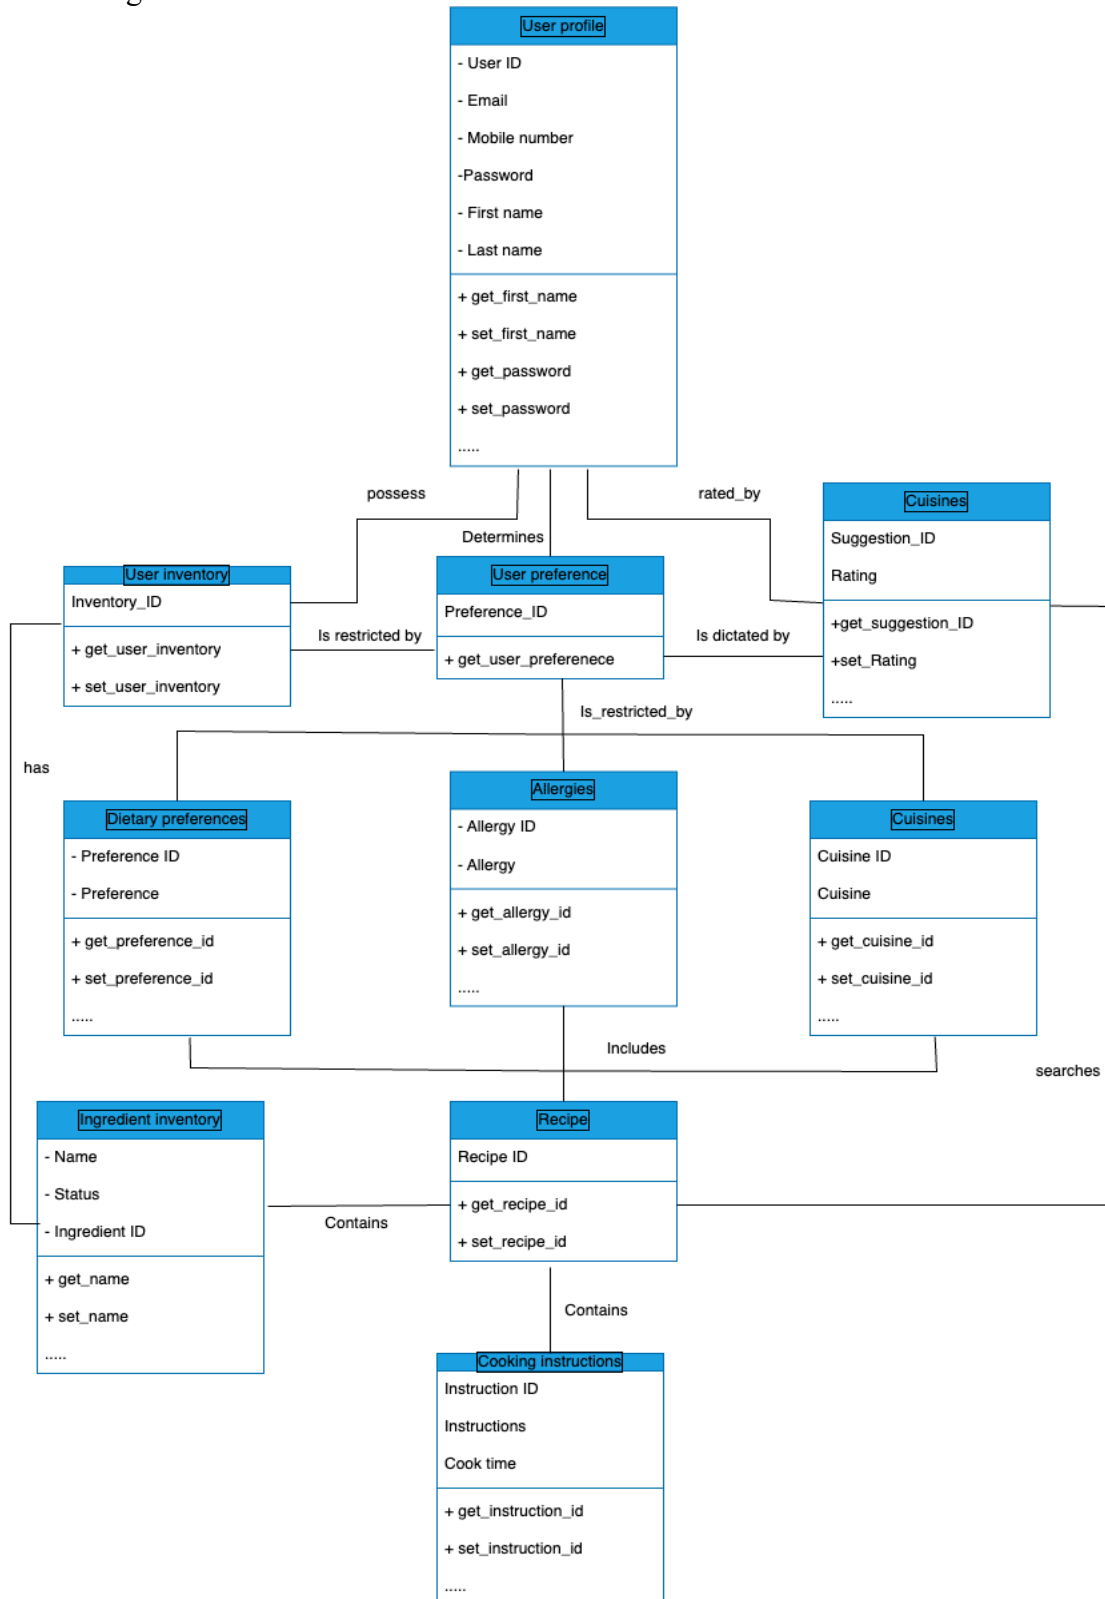 User profile
- User ID
- Email
- Mobile number
-Password
- First name
- Last name
+ get_first_name
+ set_first_name
+ get_password
+ set_password
.....
possess
rated_by
Determines
Cuisines
Suggestion_ID
Rating
+get_suggestion_ID
+set_Rating
.....
User inventory
Inventory_ID
+ get_user_inventory
+ set_user_inventory
Is restricted by
User preference
Preference_ID
+ get_user_preferenece
Is dictated by
Is_restricted_by
has
Dietary preferences
- Preference ID
- Preference
+ get_preference_id
+ set_preference_id
.....
Allergies
- Allergy ID
- Allergy
+ get_allergy_id
+ set_allergy_id
.....
Cuisines
Cuisine ID
Cuisine
+ get_cuisine_id
+ set_cuisine_id
.....
Includes
searches
Ingredient inventory
- Name
- Status
- Ingredient ID
+ get_name
+ set_name
.....
Contains
Recipe
Recipe ID
+ get_recipe_id
+ set_recipe_id
Contains
Cooking instructions
Instruction ID
Instructions
Cook time
+ get_instruction_id
+ set_instruction_id
.....